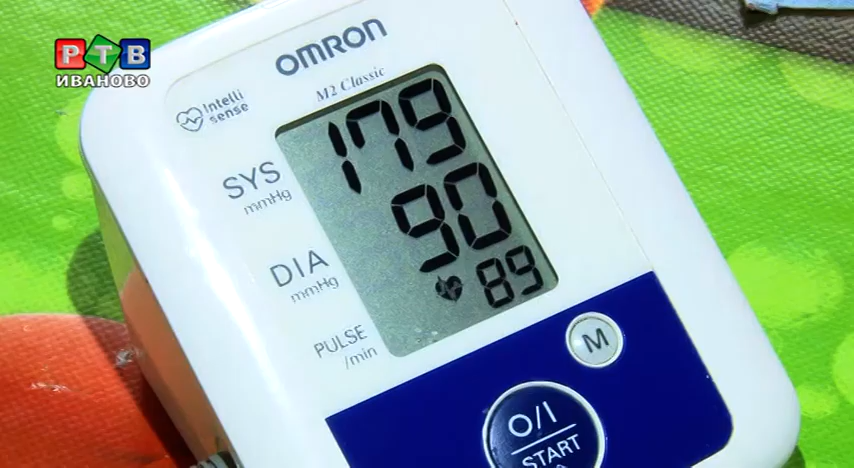 РТВ
ИВАНОВО
OMRON
M2 Classic
Intelli
sense
179
SYS
mmHg
90
DIA
mmHg
89
PULSE
/min
M
O/I
START